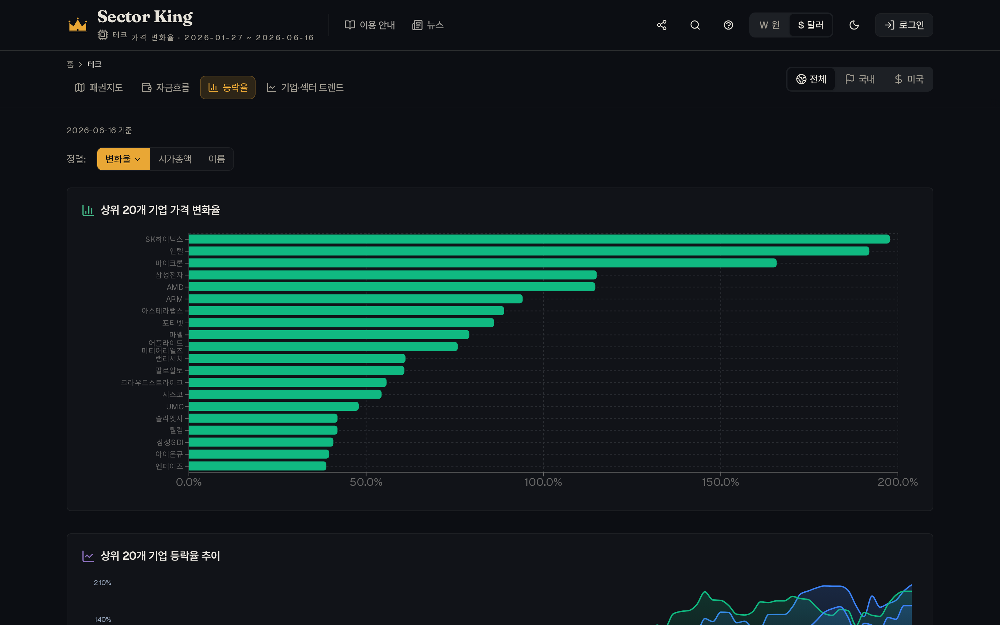 Sector King
테크 가격 변화율 · 2026-01-27 ~ 2026-06-16
이용 안내
뉴스
₩ 원
$ 달러
로그인
홈 > 테크
패권지도
자금흐름
등락율
기업·섹터 트렌드
전체
국내
미국
2026-06-16 기준
정렬:
변화율
시가총액
이름
상위 20개 기업 가격 변화율
SK하이닉스
인텔
마이크론
삼성전자
AMD
ARM
아스테라랩스
포티넷
마벨
어플라이드
머티어리얼즈
램리서치
팔로알토
크라우드스트라이크
시스코
UMC
솔라엣지
퀄컴
삼성SDI
아이온큐
엔페이즈
0.0%
50.0%
100.0%
150.0%
200.0%
상위 20개 기업 등락율 추이
210%
140%